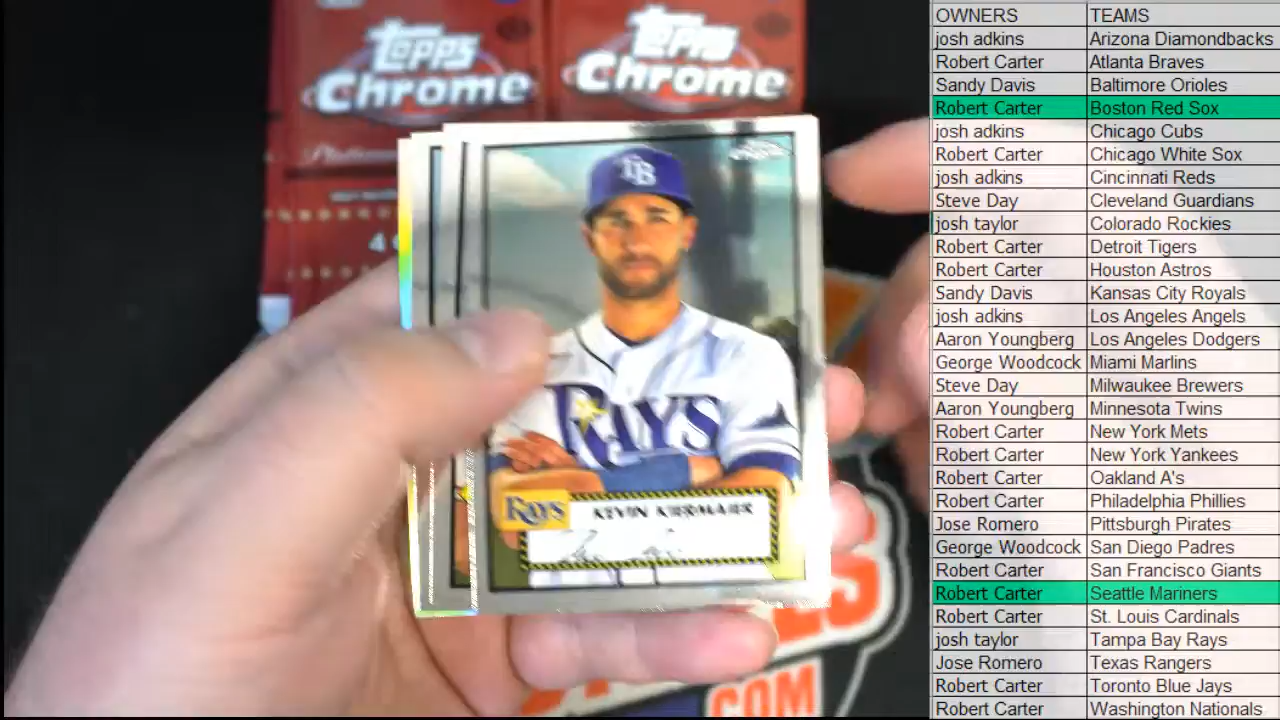 TOPPS
Chrome
TOPPS
Chrome
Platinum
4
TB
RAYS
Rays KEVIN KIERMAIER
.COM
OWNERS TEAMS
josh adkins Arizona Diamondbacks
Robert Carter Atlanta Braves
Sandy Davis Baltimore Orioles
Robert Carter Boston Red Sox
josh adkins Chicago Cubs
Robert Carter Chicago White Sox
josh adkins Cincinnati Reds
Steve Day Cleveland Guardians
josh taylor Colorado Rockies
Robert Carter Detroit Tigers
Robert Carter Houston Astros
Sandy Davis Kansas City Royals
josh adkins Los Angeles Angels
Aaron Youngberg Los Angeles Dodgers
George Woodcock Miami Marlins
Steve Day Milwaukee Brewers
Aaron Youngberg Minnesota Twins
Robert Carter New York Mets
Robert Carter New York Yankees
Robert Carter Oakland A's
Robert Carter Philadelphia Phillies
Jose Romero Pittsburgh Pirates
George Woodcock San Diego Padres
Robert Carter San Francisco Giants
Robert Carter Seattle Mariners
Robert Carter St. Louis Cardinals
josh taylor Tampa Bay Rays
Jose Romero Texas Rangers
Robert Carter Toronto Blue Jays
Robert Carter Washington Nationals